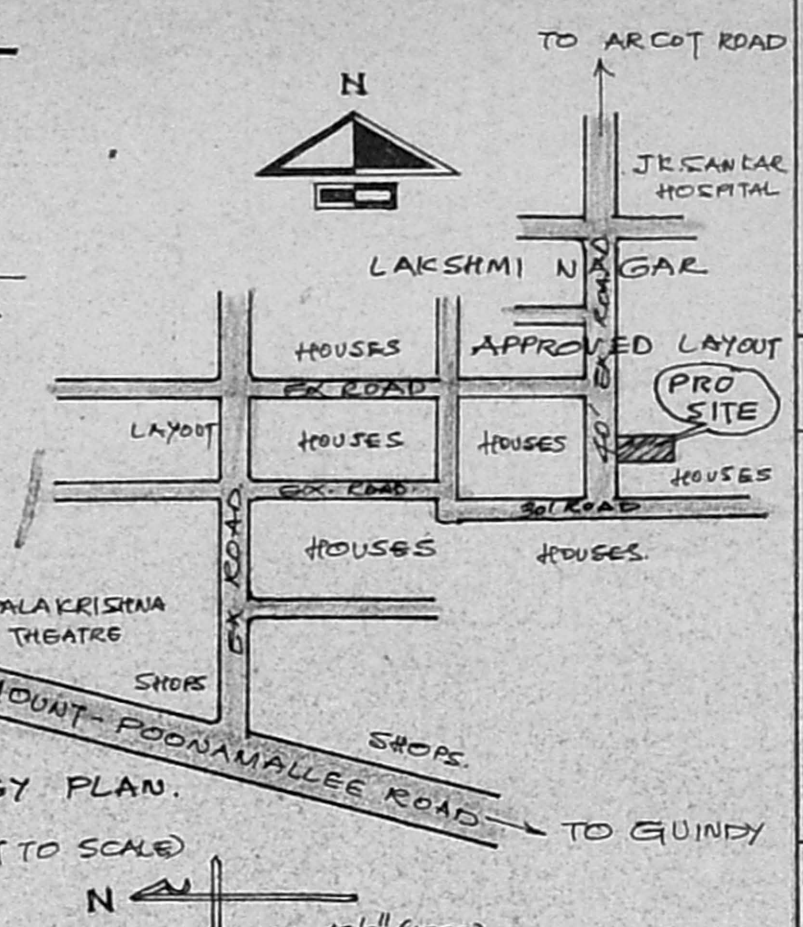 TO ARCOT ROAD
N
JK.SANKAR
HOSPITAL
LAKSHMI NAGAR
HOUSES
APPROVED LAYOUT
EX ROAD
40' EX ROAD
PRO
SITE
LAYOUT
HOUSES
HOUSES
HOUSES
EX. ROAD.
30' ROAD
EX ROAD
HOUSES
HOUSES.
ALAKRISHNA
THEATRE
SHOPS
SHOPS.
MOUNT-POONAMALLEE ROAD
PLAN.
TO GUINDY
TO SCALE)
N